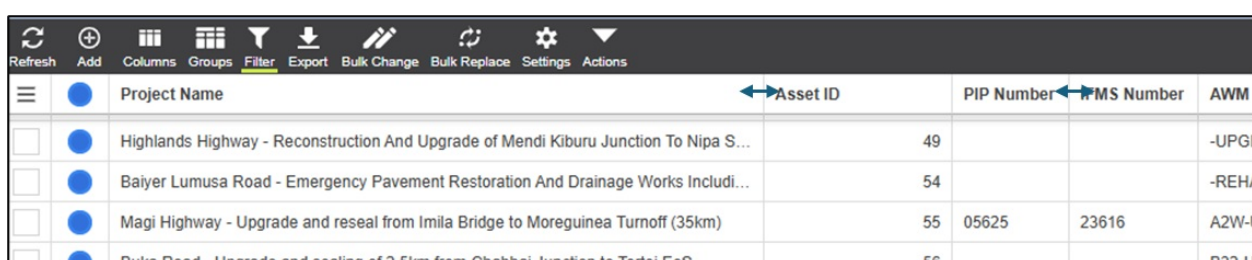 Refresh Add Columns Groups Filter Export Bulk Change Bulk Replace Settings Actions
Project Name Asset ID PIP Number Number AWM
Highlands Highway - Reconstruction And Upgrade of Mendi Kiburu Junction To Nipa S... 49 -UPG
Baiyer Lumusa Road - Emergency Pavement Restoration And Drainage Works Includi... 54 -REH
Magi Highway - Upgrade and reseal from Imila Bridge to Moreguinea Turnoff (35km) 55 05625 23616 A2W-